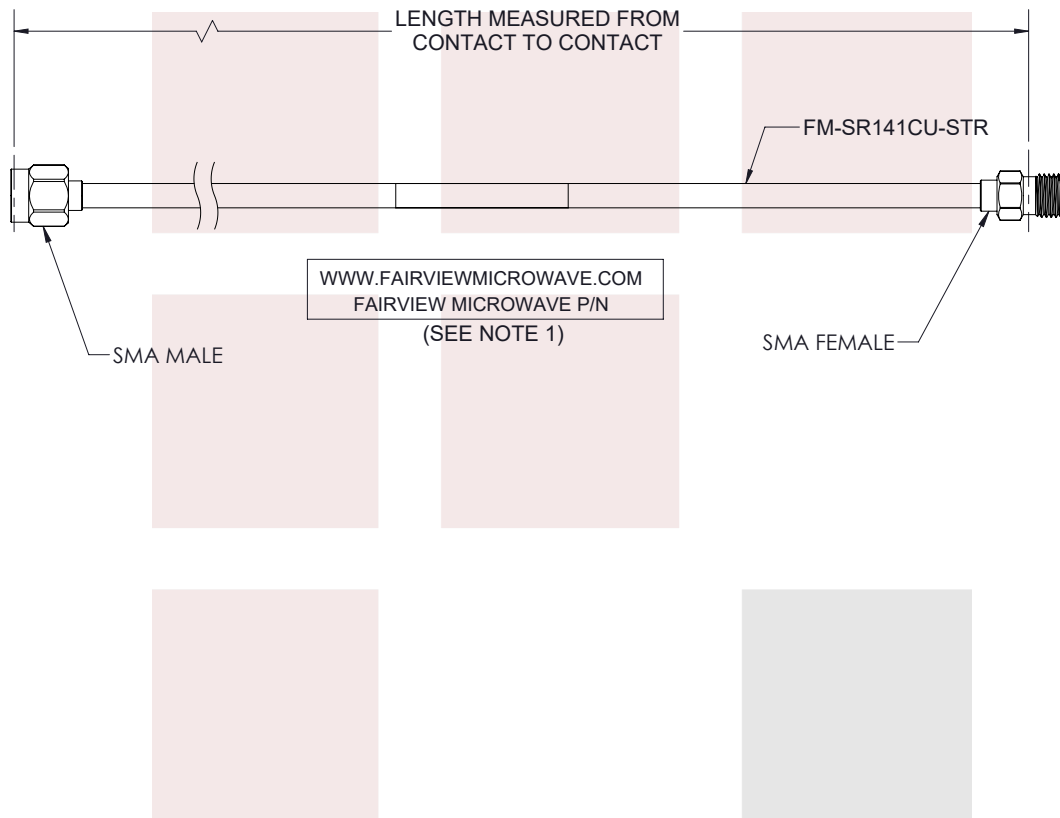 LENGTH MEASURED FROM
CONTACT TO CONTACT
FM-SR141CU-STR
WWW.FAIRVIEWMICROWAVE.COM
FAIRVIEW MICROWAVE P/N
(SEE NOTE 1)
SMA MALE
SMA FEMALE